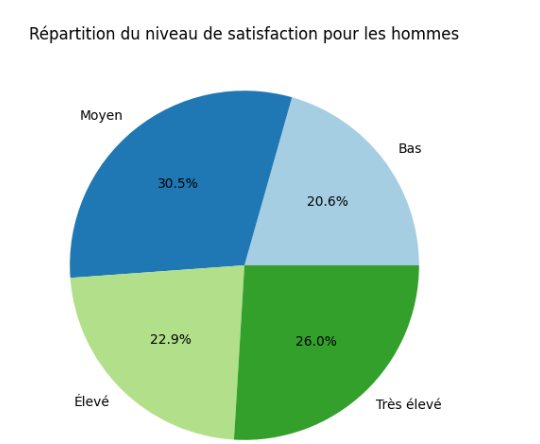 Répartition du niveau de satisfaction pour les hommes
Moyen
Bas
30.5%
20.6%
22.9%
26.0%
Élevé
Très élevé